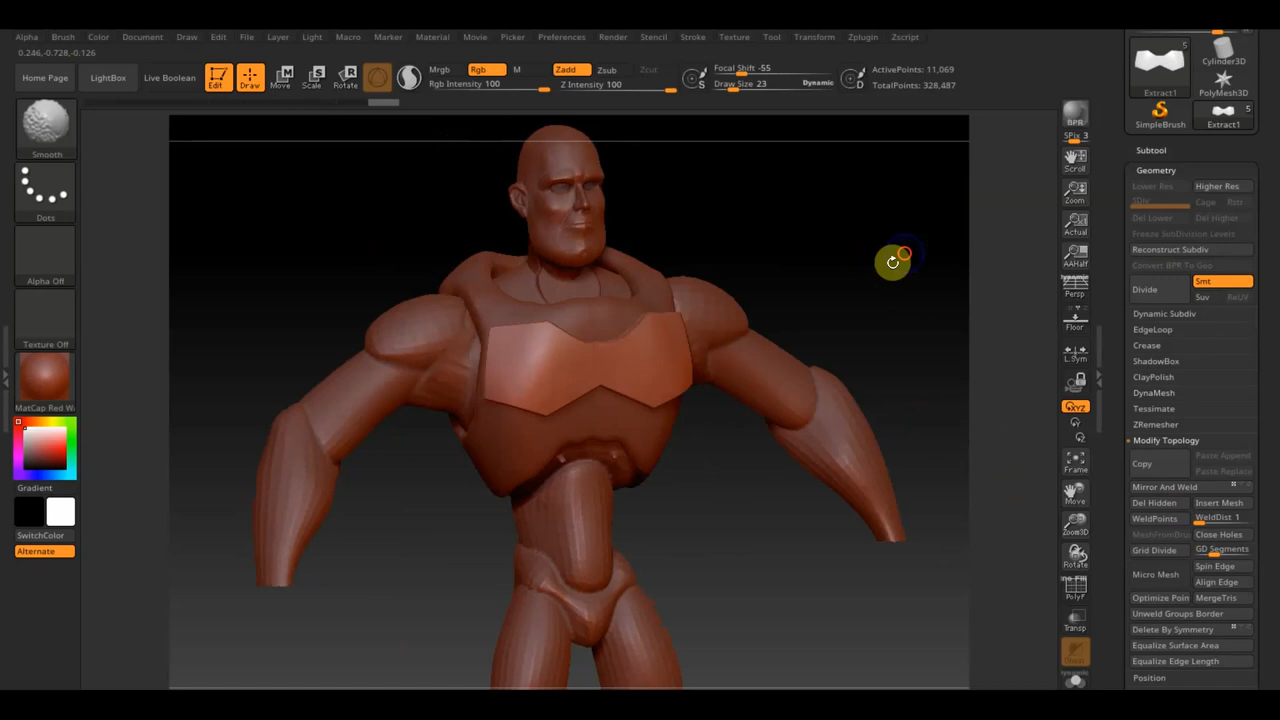 Alpha Brush Color Document Draw Edit File Layer Light Macro Marker Material Movie Picker Preferences Render Stencil Stroke Texture Tool Transform Zplugin Zscript
0.246,-0.728,-0.126
Home Page LightBox Live Boolean Edit Draw Move Scale Rotate
Mrgb Rgb M Zadd Zsub Zcut
Rgb Intensity 100 Z Intensity 100
S Focal Shift -55
Draw Size 23 Dynamic
D ActivePoints: 11,069
TotalPoints: 328,487
Smooth
Dots
Alpha Off
Texture Off
MatCap Red W
Gradient
SwitchColor
Alternate
BPR
SPix 3
Scroll
Zoom
Actual
AAHalf
Persp
Floor
L.Sym
XYZ
Y
Z
Frame
Move
Zoom3D
Rotate
PolyF
Transp
5
Extract1
Cylinder3D
PolyMesh3D
SimpleBrush
5
Extract1
Subtool
Geometry
Lower Res Higher Res
SDiv Cage Rstr
Del Lower Del Higher
Freeze SubDivision Levels
Reconstruct Subdiv
Convert BPR To Geo
Divide Smt
Suv ReUV
Dynamic Subdiv
EdgeLoop
Crease
ShadowBox
ClayPolish
DynaMesh
Tessimate
ZRemesher
Modify Topology
Copy Paste Append
Paste Replace
Mirror And Weld
Del Hidden Insert Mesh
WeldPoints WeldDist 1
MeshFromBru Close Holes
Grid Divide GD Segments
Micro Mesh Spin Edge
Align Edge
Optimize Poin MergeTris
Unweld Groups Border
Delete By Symmetry
Equalize Surface Area
Equalize Edge Length
Position